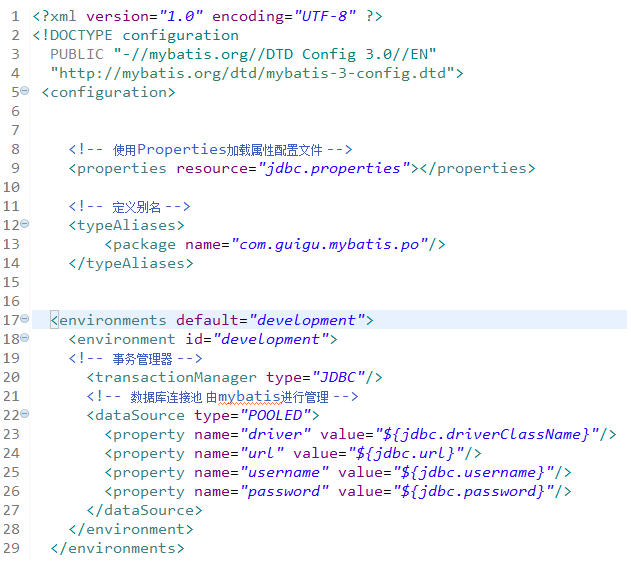 1 <?xml version="1.0" encoding="UTF-8" ?>
2 <!DOCTYPE configuration
3   PUBLIC "-//mybatis.org//DTD Config 3.0//EN"
4   "http://mybatis.org/dtd/mybatis-3-config.dtd">
5  <configuration>
6
7
8     <!-- 使用Properties加载属性配置文件 -->
9     <properties resource="jdbc.properties"></properties>
10
11     <!-- 定义别名 -->
12     <typeAliases>
13         <package name="com.guigu.mybatis.po"/>
14     </typeAliases>
15
16
17   <environments default="development">
18     <environment id="development">
19     <!-- 事务管理器 -->
20       <transactionManager type="JDBC"/>
21       <!-- 数据库连接池 由mybatis进行管理 -->
22       <dataSource type="POOLED">
23         <property name="driver" value="${jdbc.driverClassName}"/>
24         <property name="url" value="${jdbc.url}"/>
25         <property name="username" value="${jdbc.username}"/>
26         <property name="password" value="${jdbc.password}"/>
27       </dataSource>
28     </environment>
29   </environments>